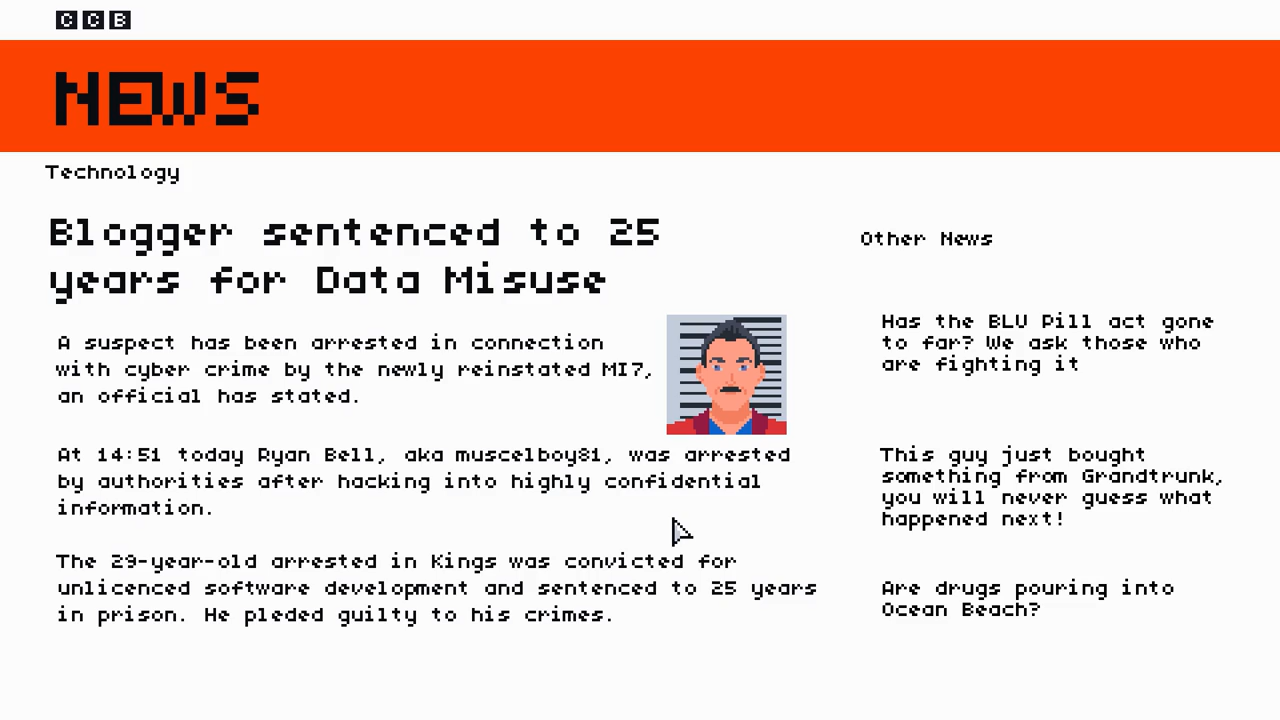 CCB
NEWS
Technology
Blogger sentenced to 25
years for Data Misuse
A suspect has been arrested in connection
with cyber crime by the newly reinstated MI7,
an official has stated.
At 14:51 today Ryan Bell, aka muscelboy81, was arrested
by authorities after hacking into highly confidential
information.
The 29-year-old arrested in Kings was convicted for
unlicenced software development and sentenced to 25 years
in prison. He pleded guilty to his crimes.
Other News
Has the BLU Pill act gone
to far? We ask those who
are fighting it
This guy just bought
something from Grandtrunk,
you will never guess what
happened next!
Are drugs pouring into
Ocean Beach?